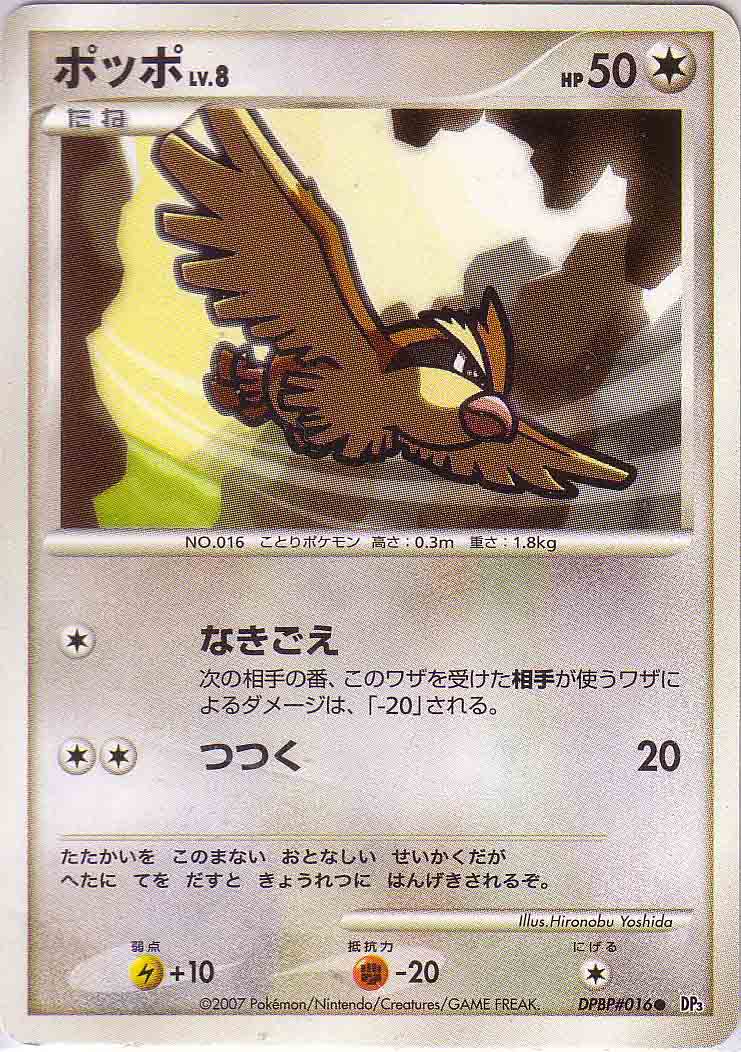 ポッポ LV.8 HP 50
たね
NO.016 ことりポケモン 高さ:0.3m 重さ:1.8kg
なきごえ
次の相手の番、このワザを受けた相手が使うワザに
よるダメージは、「-20」される。
つつく 20
たたかいを このまない おとなしい せいかくだが
へたに てを だすと きょうれつに はんげきされるぞ。
Illus.Hironobu Yoshida
弱点 抵抗力 にげる
+10 -20
©2007 Pokémon/Nintendo/Creatures/GAME FREAK. DPBP#016● DP3